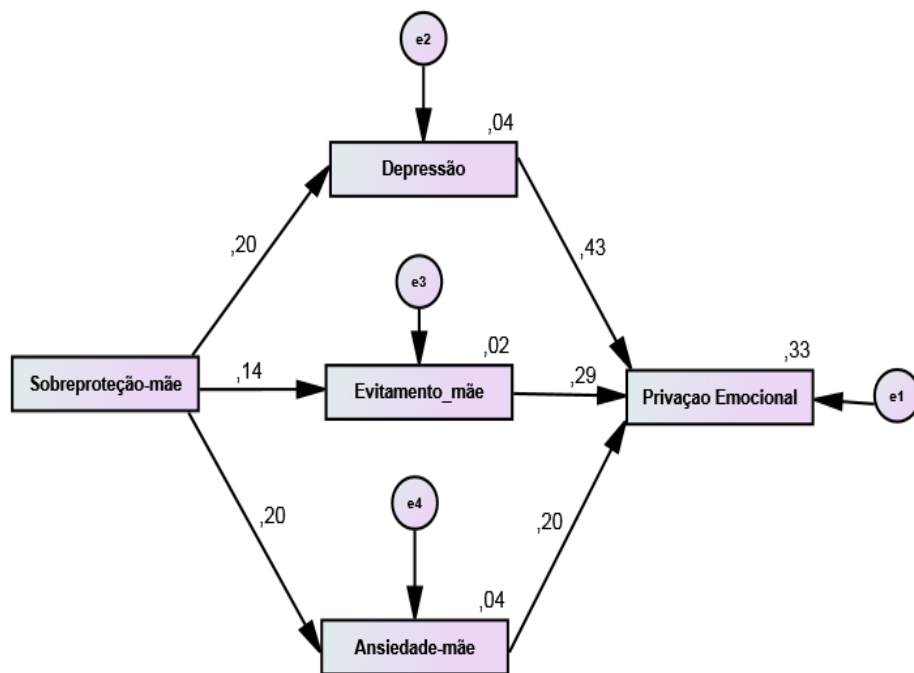 e2
,04
Depressão
,20
,43
e3
,02
,33
Sobreproteção-mãe
,14
Evitamento_mãe
,29
Privaçao Emocional
e1
e4
,20
,20
,04
Ansiedade-mãe